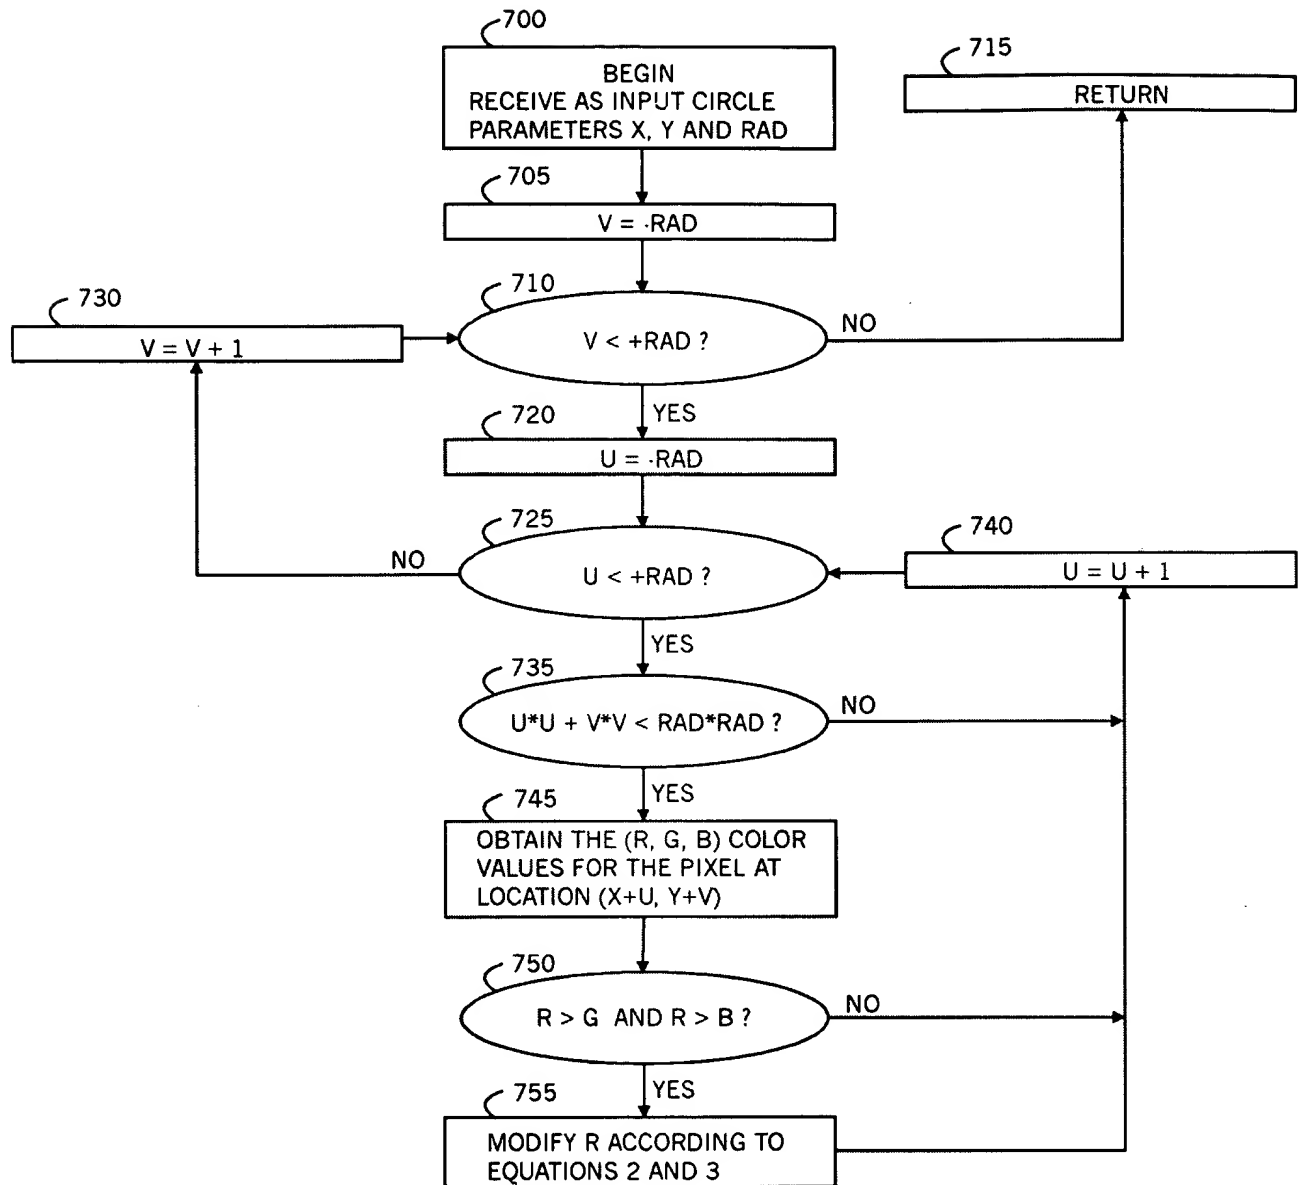 700
BEGIN
RECEIVE AS INPUT CIRCLE
PARAMETERS X, Y AND RAD
715
RETURN
705
V = -RAD
710
V < +RAD ?
NO
730
V = V + 1
YES
720
U = -RAD
725
U < +RAD ?
NO
740
U = U + 1
YES
735
U*U + V*V < RAD*RAD ?
NO
YES
745
OBTAIN THE (R, G, B) COLOR
VALUES FOR THE PIXEL AT
LOCATION (X+U, Y+V)
750
R > G AND R > B ?
NO
YES
755
MODIFY R ACCORDING TO
EQUATIONS 2 AND 3